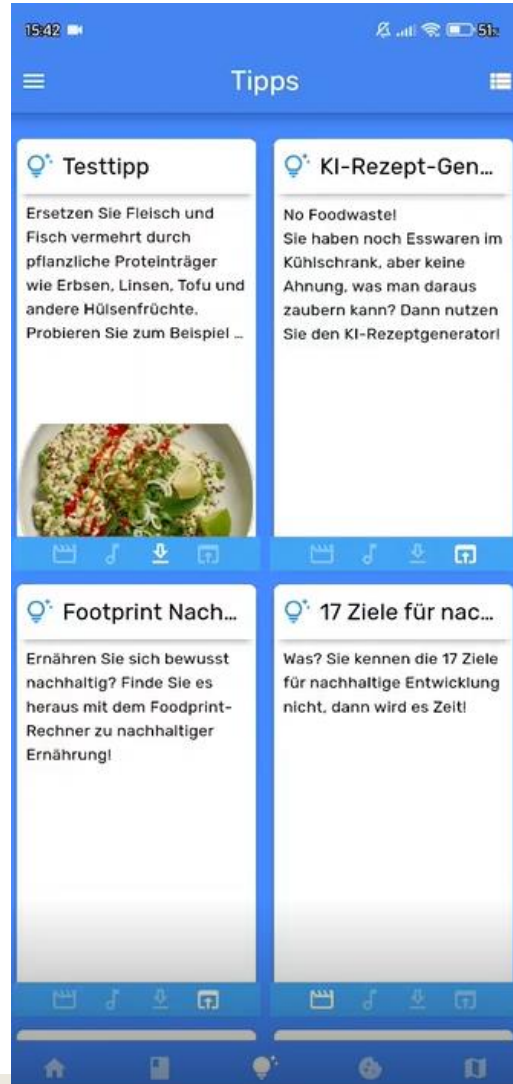 15:42
51%
Tipps
Testtipp
Ersetzen Sie Fleisch und
Fisch vermehrt durch
pflanzliche Proteinträger
wie Erbsen, Linsen, Tofu und
andere Hülsenfrüchte.
Probieren Sie zum Beispiel …
KI-Rezept-Gen…
No Foodwaste!
Sie haben noch Esswaren im
Kühlschrank, aber keine
Ahnung, was man daraus
zaubern kann? Dann nutzen
Sie den KI-Rezeptgenerator!
Footprint Nach…
Ernähren Sie sich bewusst
nachhaltig? Finde Sie es
heraus mit dem Foodprint-
Rechner zu nachhaltiger
Ernährung!
17 Ziele für nac…
Was? Sie kennen die 17 Ziele
für nachhaltige Entwicklung
nicht, dann wird es Zeit!